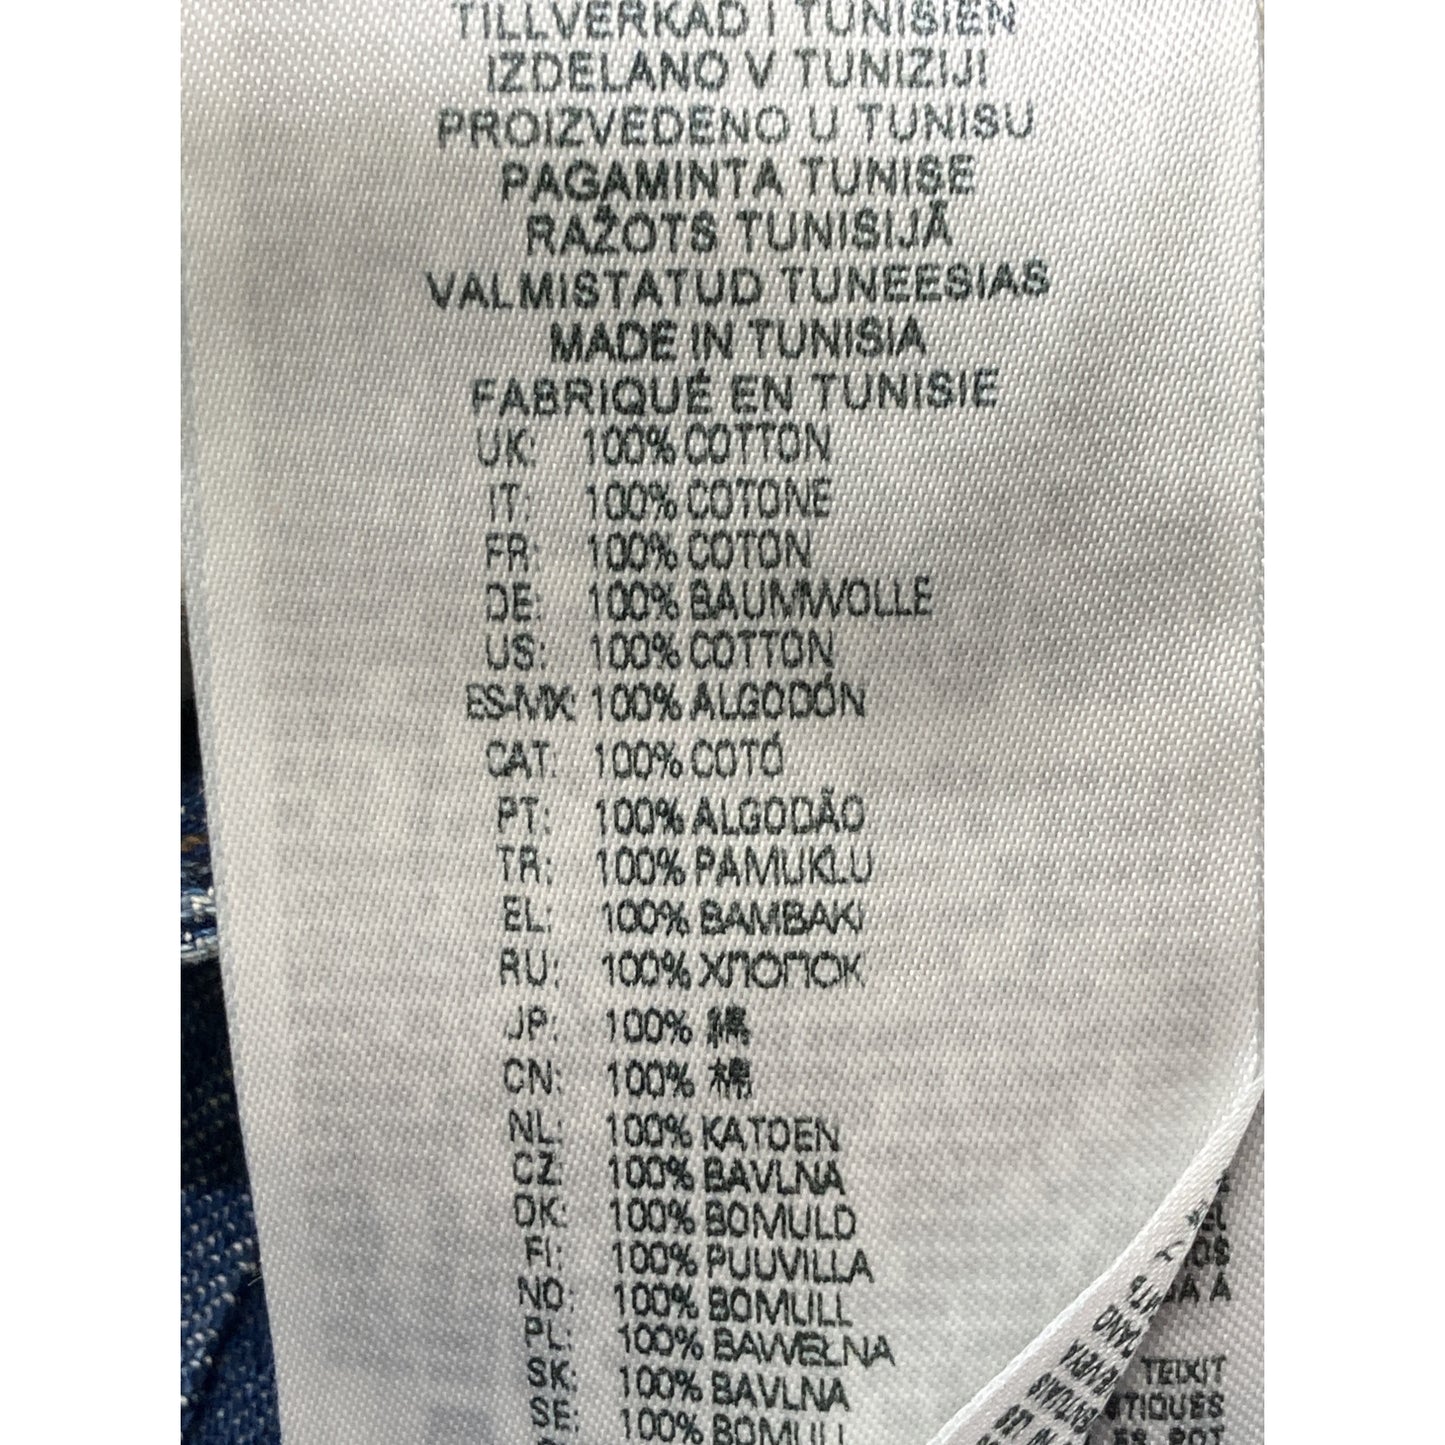 TILLVERKAD I TUNISIEN
IZDELANO V TUNIZIJI
PROIZVEDENO U TUNISU
PAGAMINTA TUNISE
RAŽOTS TUNISIJĀ
VALMISTATUD TUNEESIAS
MADE IN TUNISIA
FABRIQUÉ EN TUNISIE
UK: 100% COTTON
IT: 100% COTONE
FR: 100% COTON
DE: 100% BAUMWOLLE
US: 100% COTTON
ES-MX: 100% ALGODÓN
CAT: 100% COTÓ
PT: 100% ALGODÃO
TR: 100% PAMUKLU
EL: 100% BAMBAKI
RU: 100% ХЛОПОК
JP: 100% 綿
CN: 100% 棉
NL: 100% KATOEN
CZ: 100% BAVLNA
DK: 100% BOMULD
FI: 100% PUUVILLA
NO: 100% BOMULL
PL: 100% BAWEŁNA
SK: 100% BAVLNA
SE: 100% BOMULL
TEIXIT